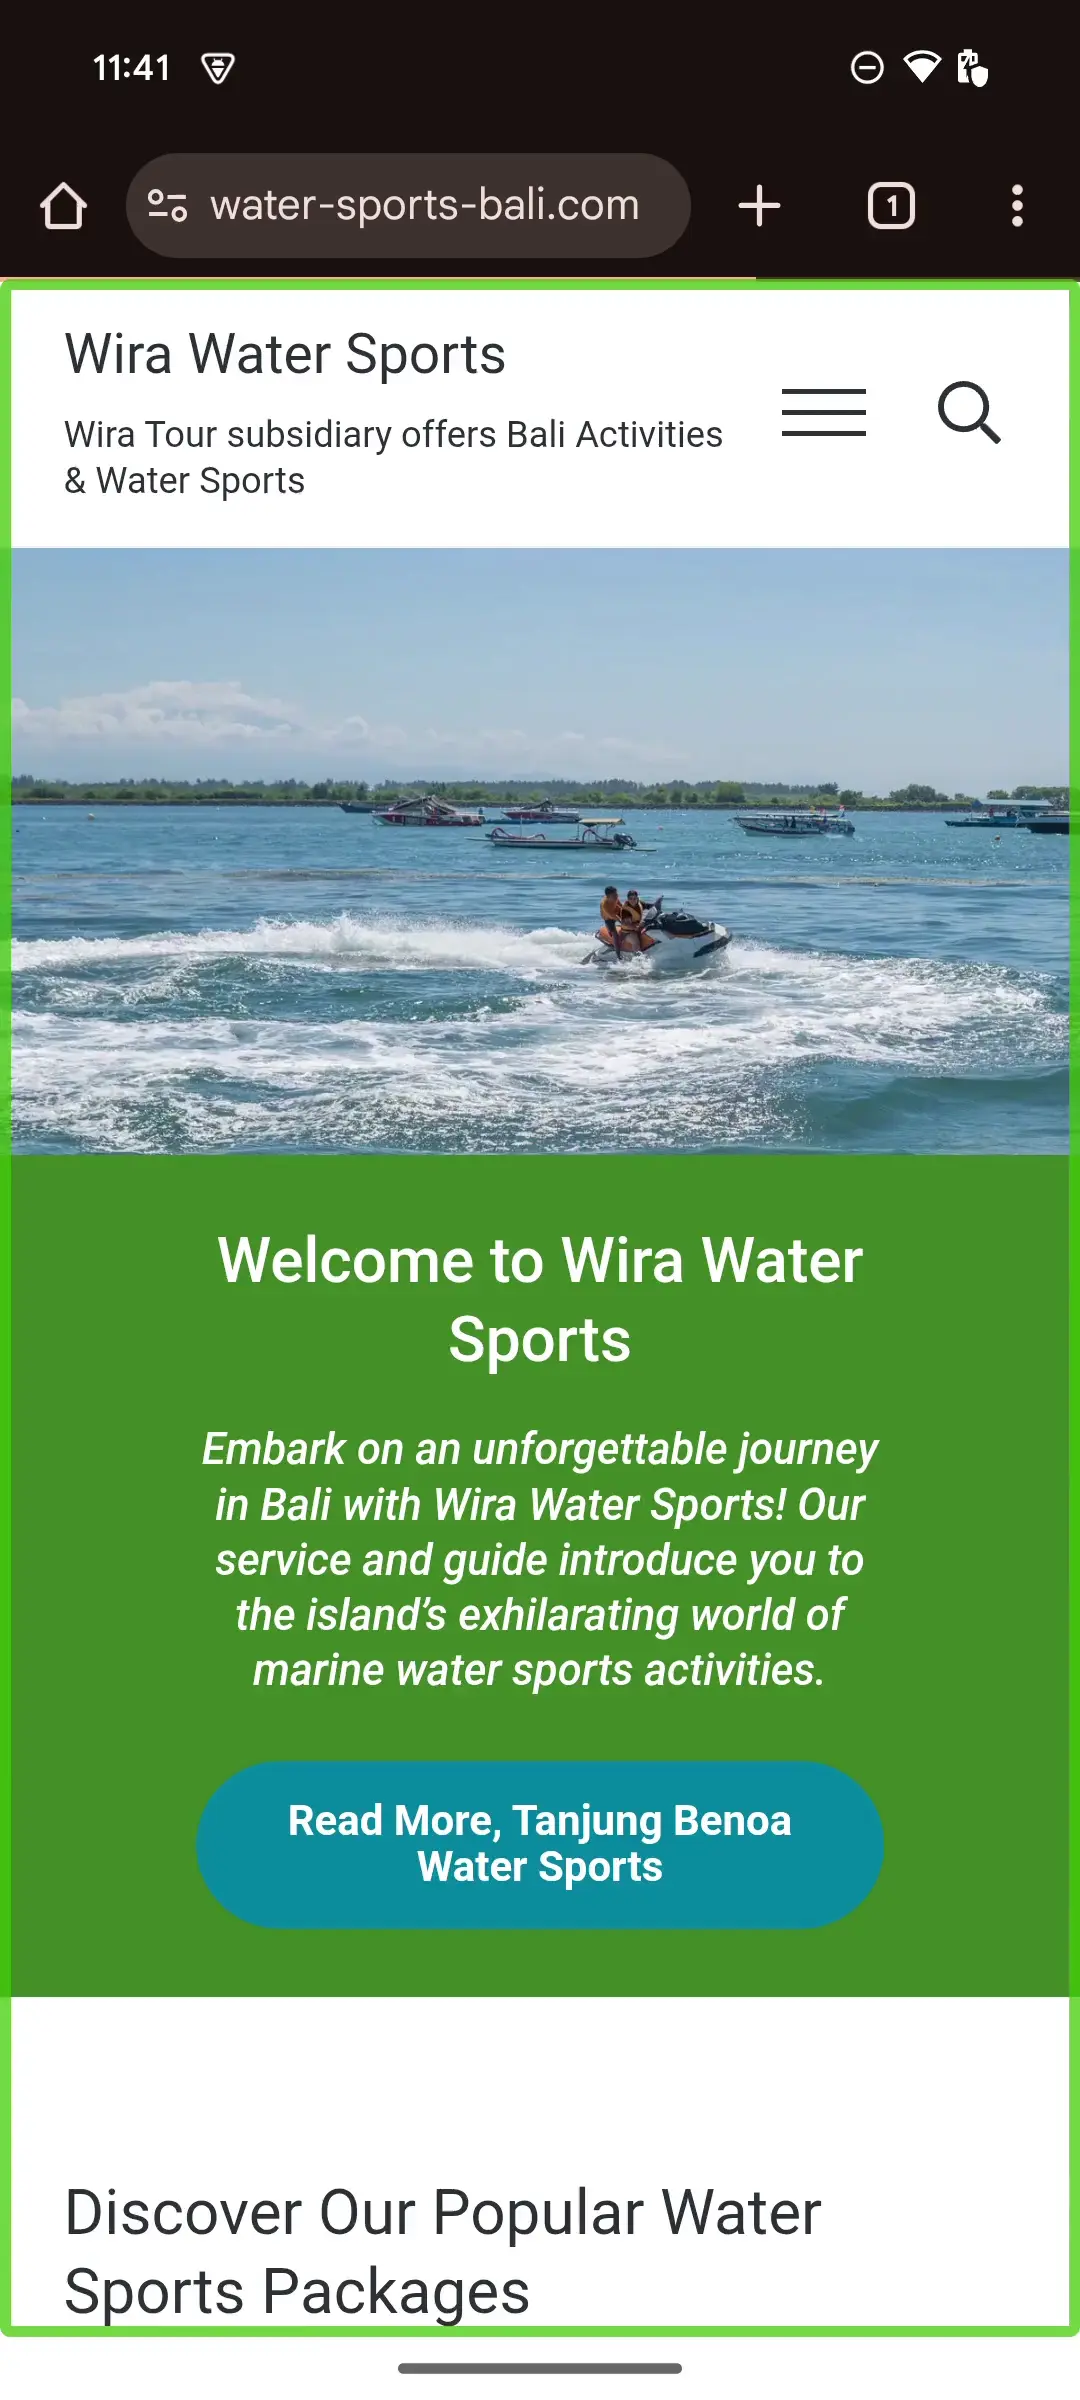 11:41
water-sports-bali.com
1
Wira Water Sports
Wira Tour subsidiary offers Bali Activities
& Water Sports
Welcome to Wira Water
Sports
Embark on an unforgettable journey
in Bali with Wira Water Sports! Our
service and guide introduce you to
the island’s exhilarating world of
marine water sports activities.
Read More, Tanjung Benoa
Water Sports
Discover Our Popular Water
Sports Packages